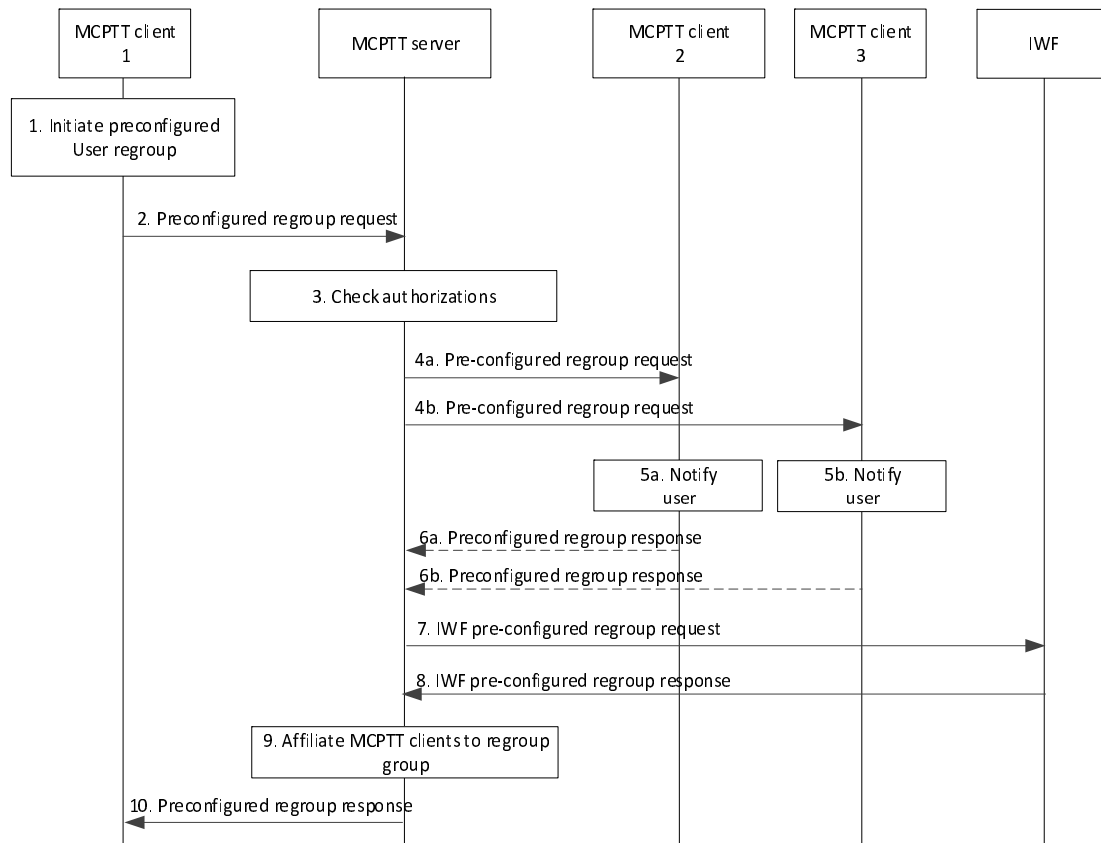 MCPTT client
1
MCPTT server
MCPTT client
2
MCPTT client
3
IWF
1. Initiate preconfigured
User regroup
2. Preconfigured regroup request
3. Check authorizations
4a. Pre-configured regroup request
4b. Pre-configured regroup request
5a. Notify
user
5b. Notify
user
6a. Preconfigured regroup response
6b. Preconfigured regroup response
7. IWF pre-configured regroup request
8. IWF pre-configured regroup response
9. Affiliate MCPTT clients to regroup
group
10. Preconfigured regroup response